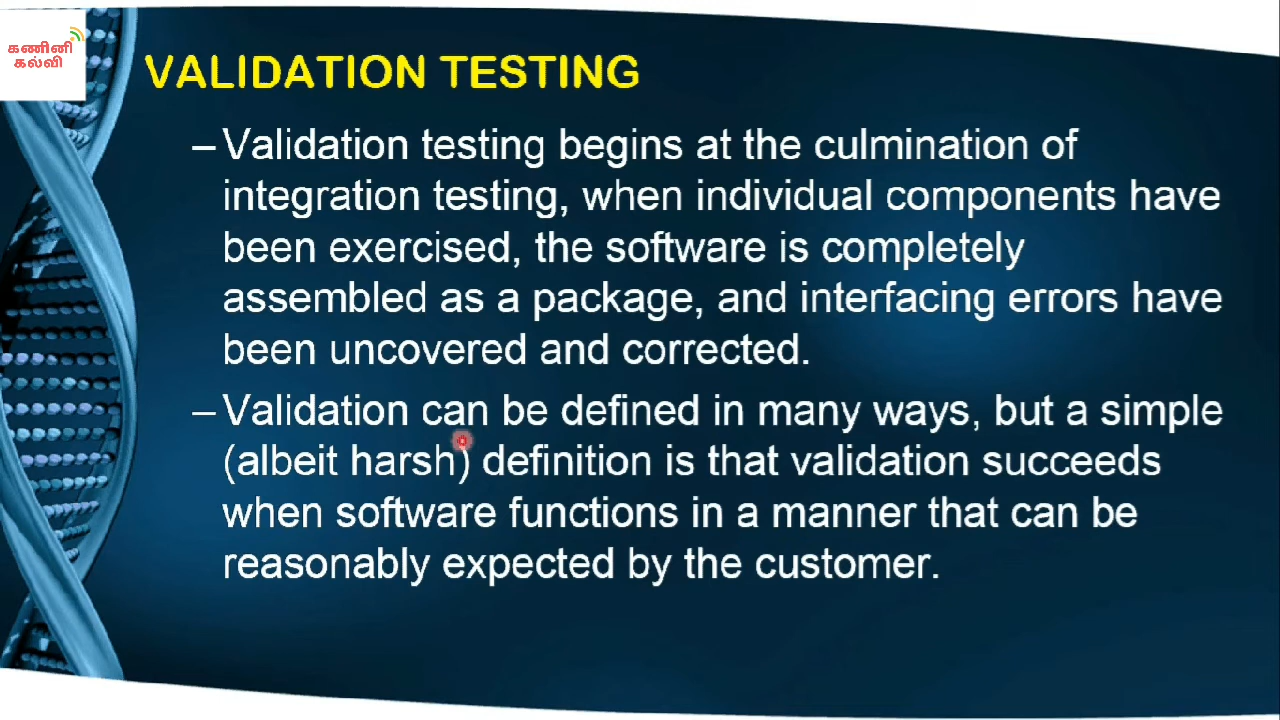 கணினி
கல்வி
VALIDATION TESTING
– Validation testing begins at the culmination of
integration testing, when individual components have
been exercised, the software is completely
assembled as a package, and interfacing errors have
been uncovered and corrected.
– Validation can be defined in many ways, but a simple
(albeit harsh) definition is that validation succeeds
when software functions in a manner that can be
reasonably expected by the customer.